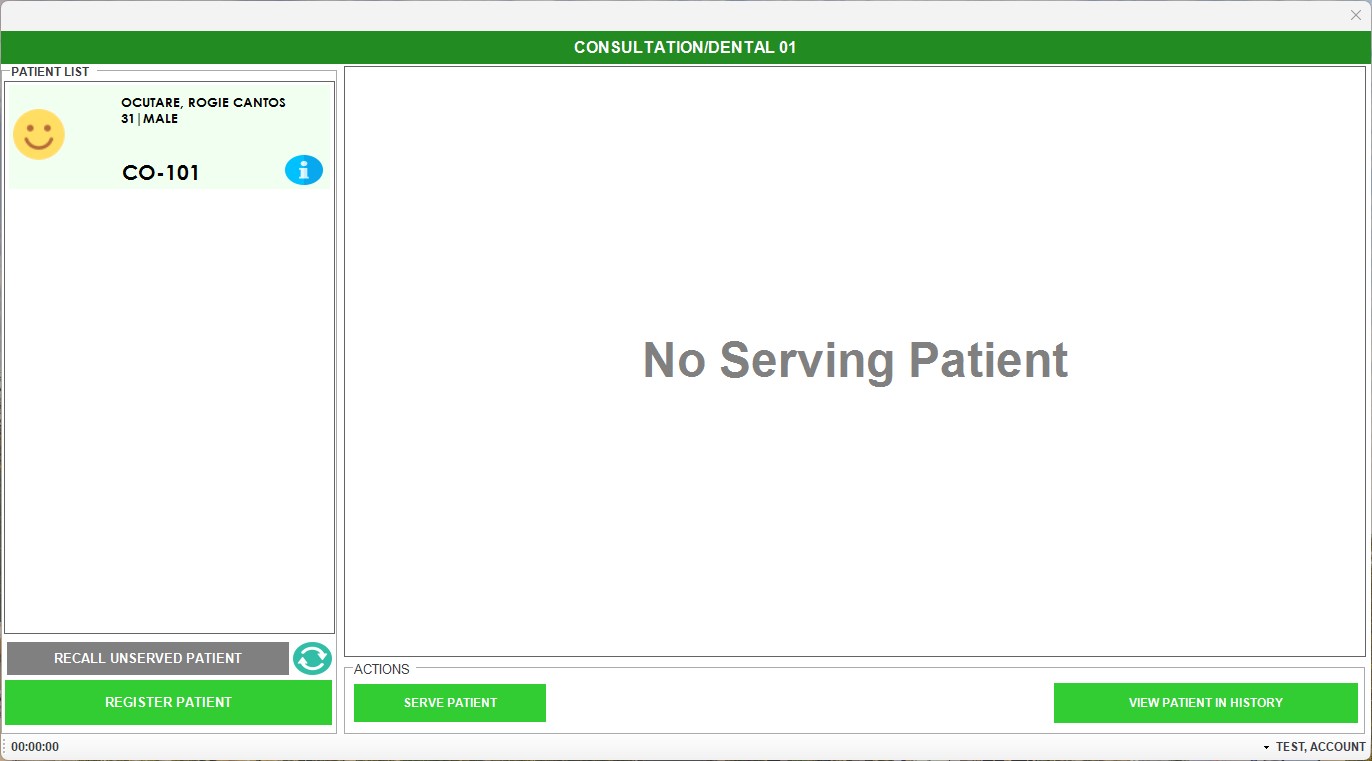 CONSULTATION/DENTAL 01
PATIENT LIST
OCUTARE, ROGIE CANTOS
31|MALE
CO-101
i
No Serving Patient
RECALL UNSERVED PATIENT
REGISTER PATIENT
ACTIONS
SERVE PATIENT
VIEW PATIENT IN HISTORY
00:00:00
TEST, ACCOUNT